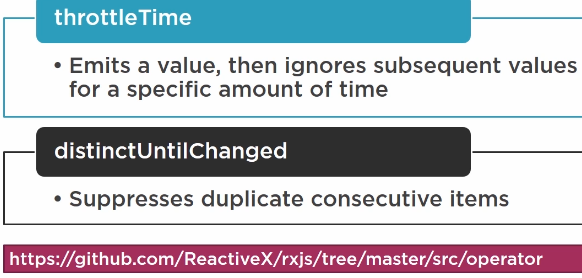 throttleTime
• Emits a value, then ignores subsequent values
for a specific amount of time
distinctUntilChanged
• Suppresses duplicate consecutive items
https://github.com/ReactiveX/rxjs/tree/master/src/operator